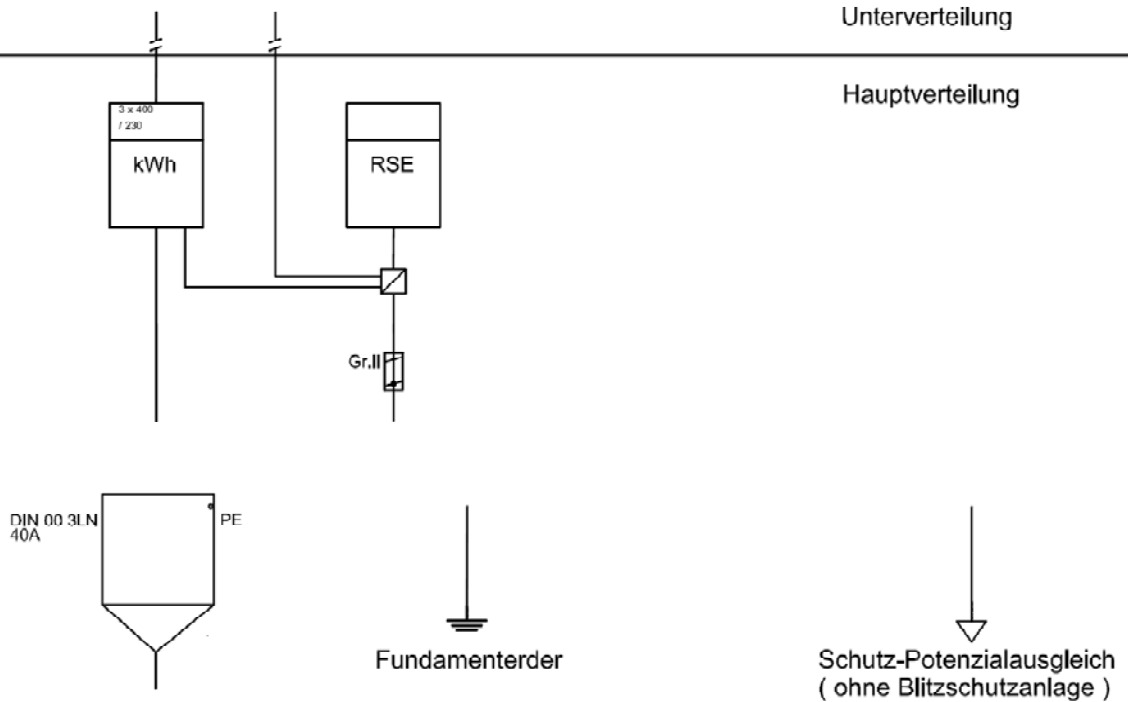 Unterverteilung
Hauptverteilung
3 x 400
/ 230
kWh
RSE
Gr.II
DIN 00 3LN
40A
PE
Fundamenterder
Schutz-Potenzialausgleich
( ohne Blitzschutzanlage )